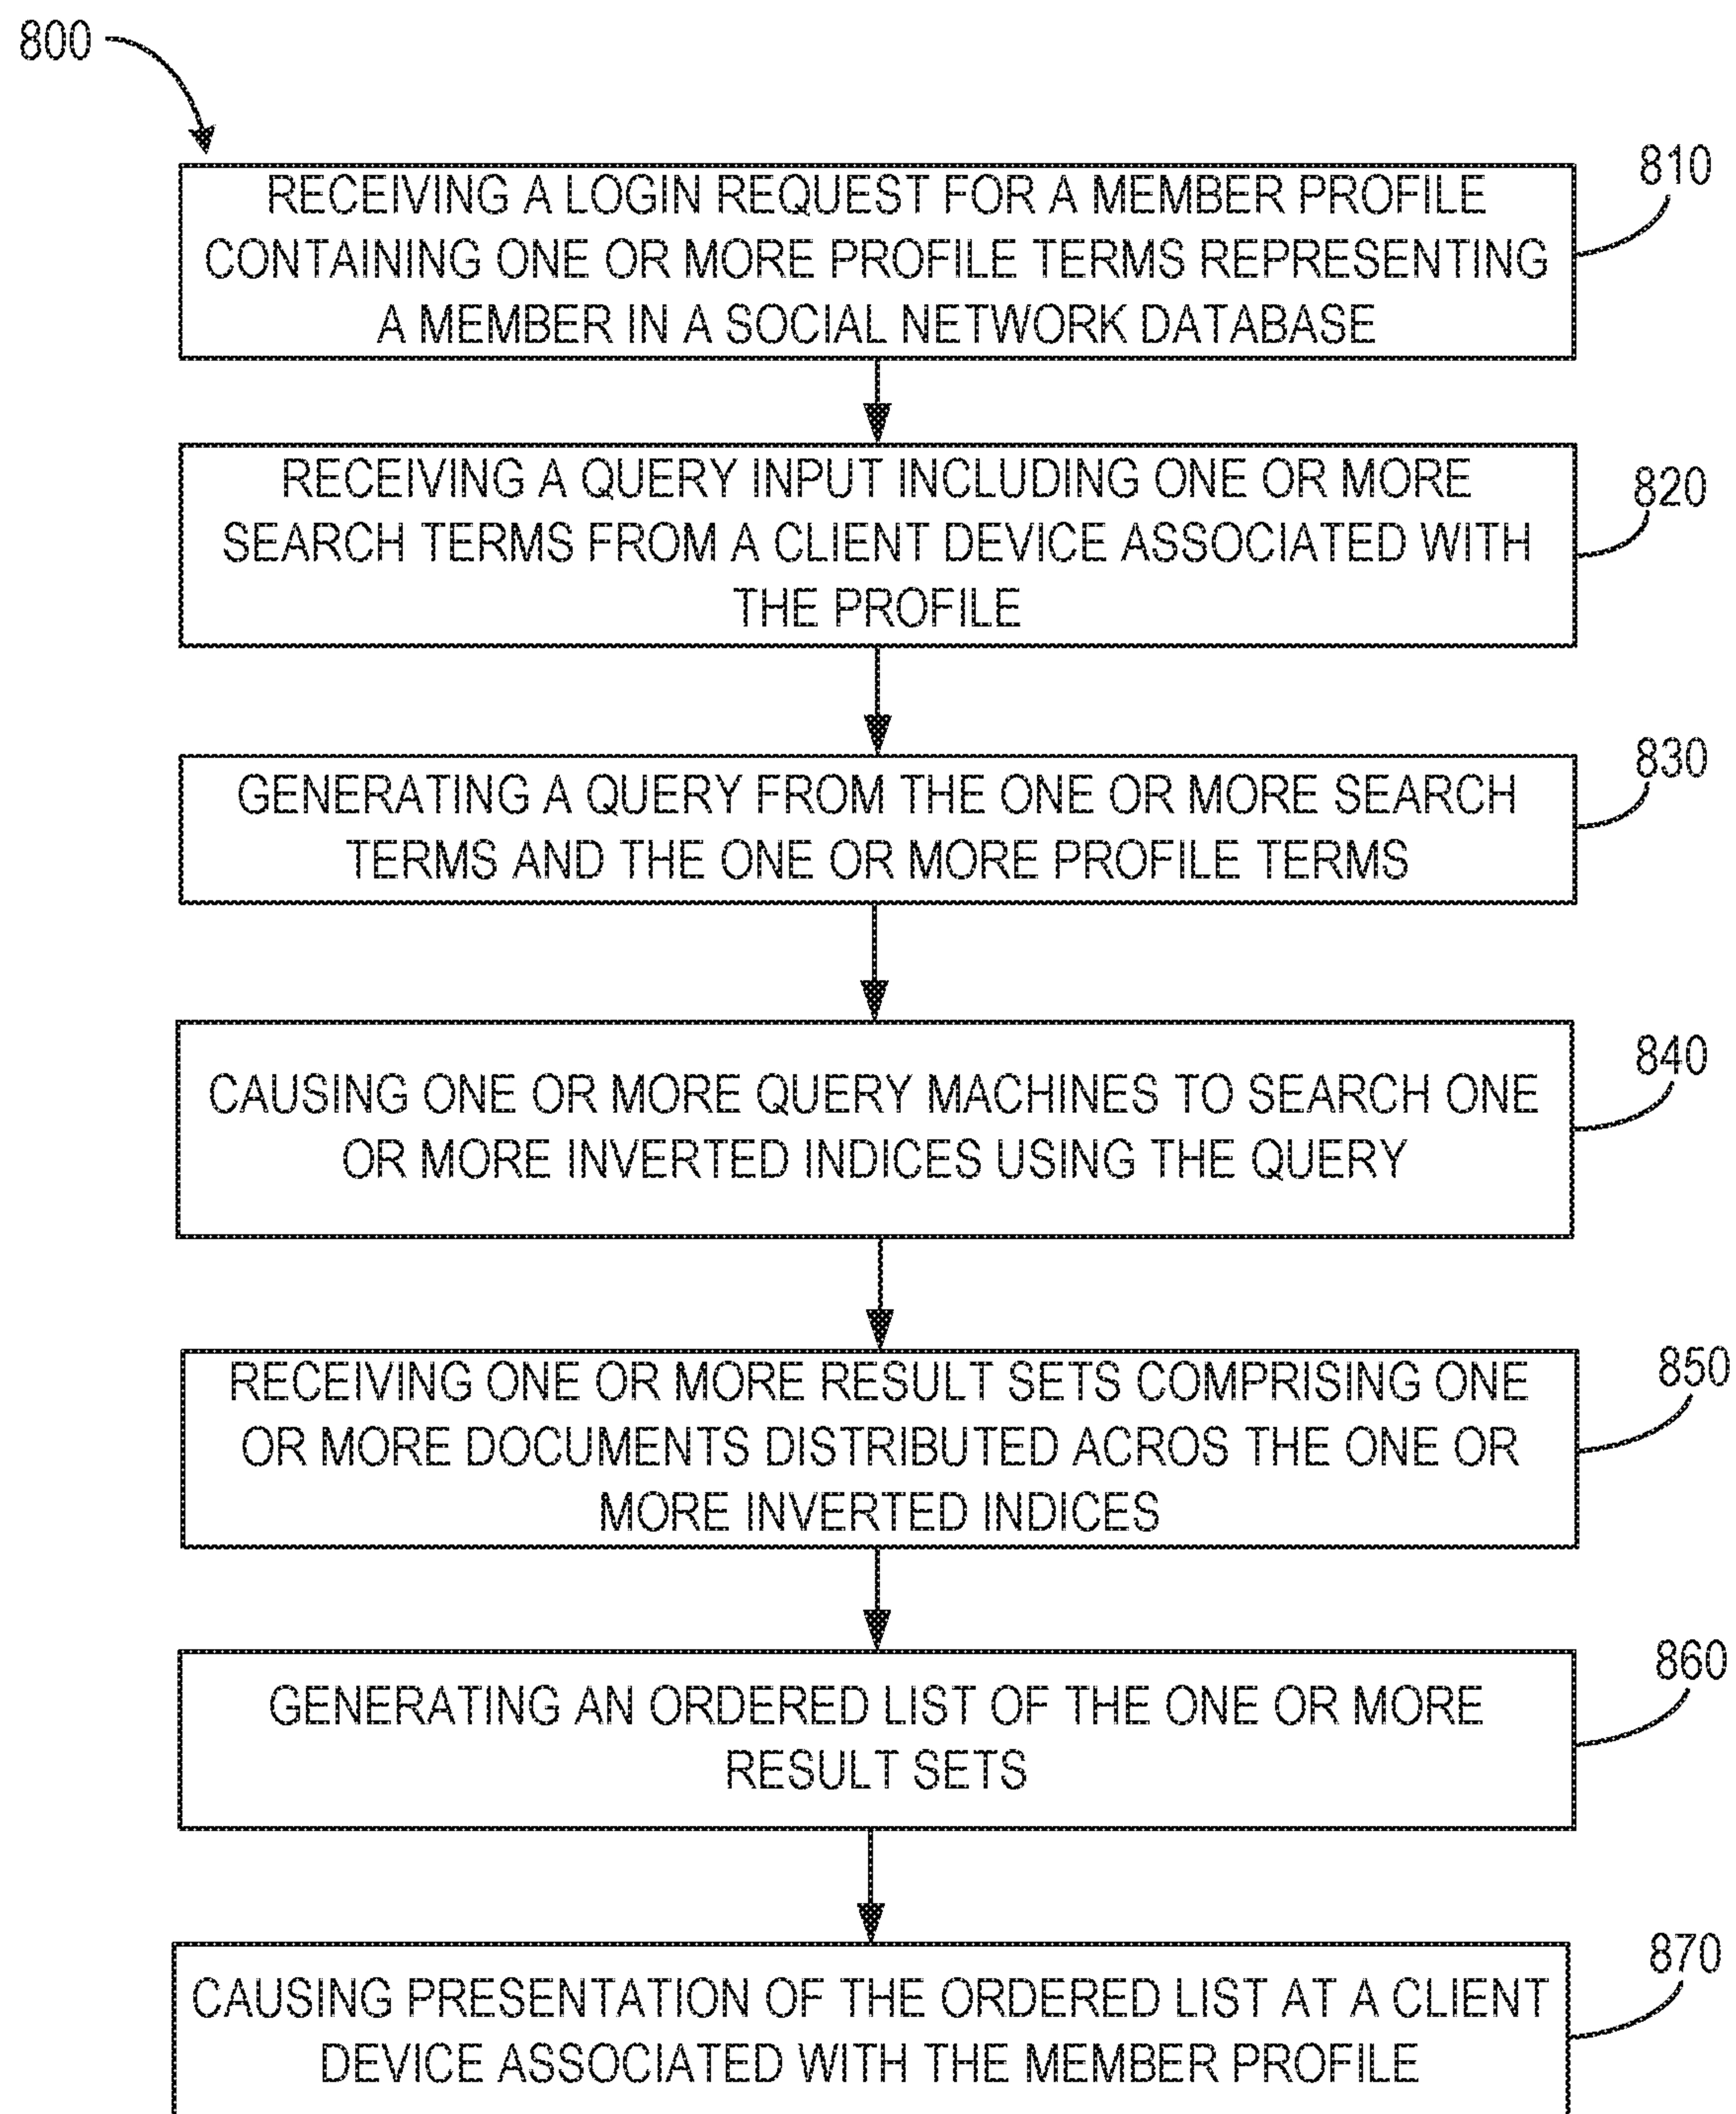 800
810
RECEIVING A LOGIN REQUEST FOR A MEMBER PROFILE
CONTAINING ONE OR MORE PROFILE TERMS REPRESENTING
A MEMBER IN A SOCIAL NETWORK DATABASE
820
RECEIVING A QUERY INPUT INCLUDING ONE OR MORE
SEARCH TERMS FROM A CLIENT DEVICE ASSOCIATED WITH
THE PROFILE
830
GENERATING A QUERY FROM THE ONE OR MORE SEARCH
TERMS AND THE ONE OR MORE PROFILE TERMS
840
CAUSING ONE OR MORE QUERY MACHINES TO SEARCH ONE
OR MORE INVERTED INDICES USING THE QUERY
850
RECEIVING ONE OR MORE RESULT SETS COMPRISING ONE
OR MORE DOCUMENTS DISTRIBUTED ACROS THE ONE OR
MORE INVERTED INDICES
860
GENERATING AN ORDERED LIST OF THE ONE OR MORE
RESULT SETS
870
CAUSING PRESENTATION OF THE ORDERED LIST AT A CLIENT
DEVICE ASSOCIATED WITH THE MEMBER PROFILE